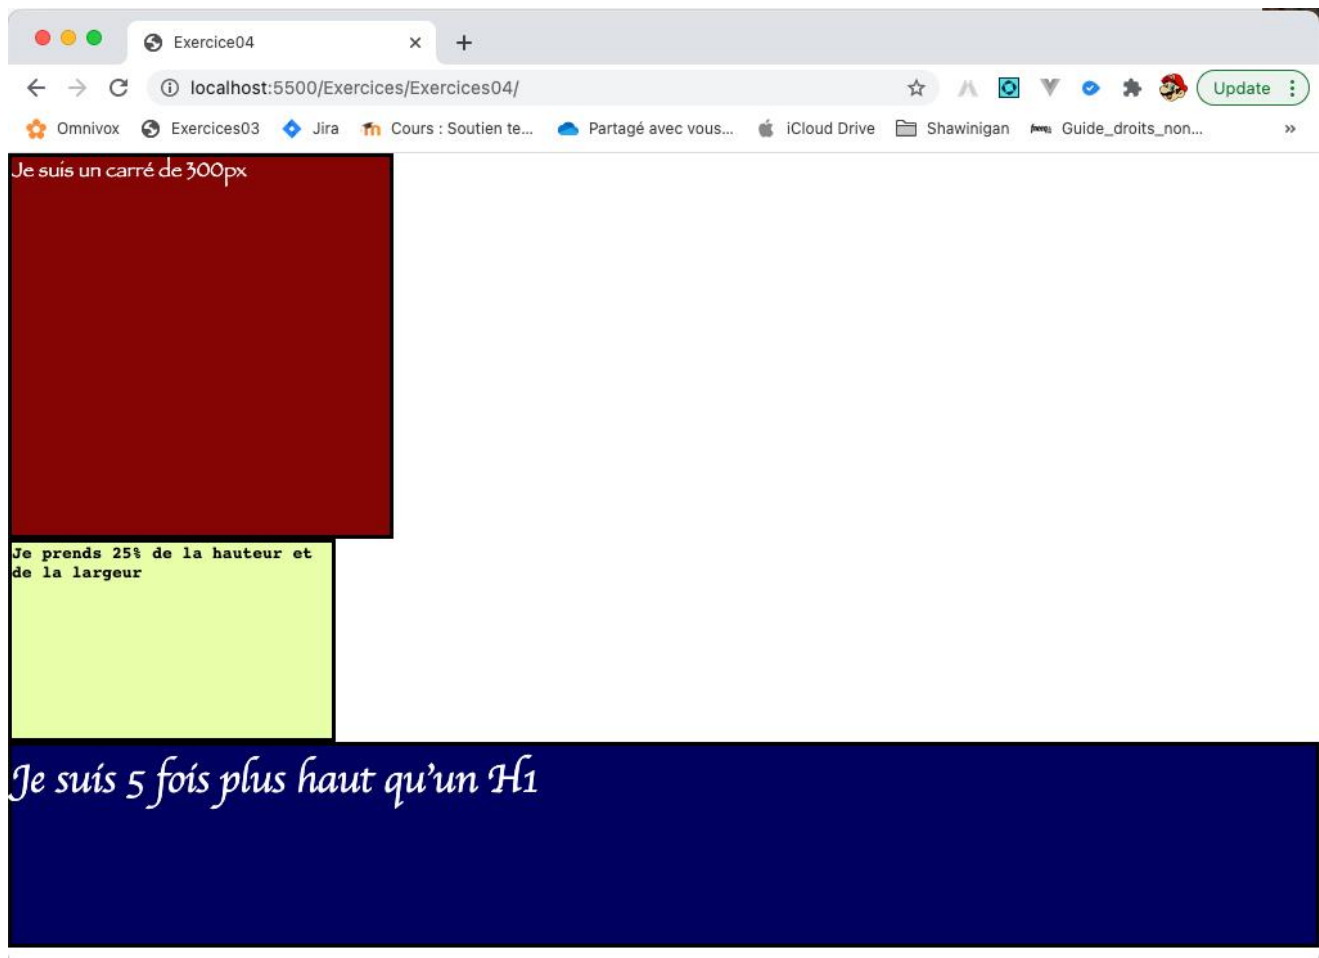 Exercice04
localhost:5500/Exercices/Exercices04/
Update
Omnivox Exercices03 Jira Cours : Soutien te... Partagé avec vous... iCloud Drive Shawinigan Guide_droits_non... »
Je suis un carré de 300px
Je prends 25% de la hauteur et
de la largeur
Je suis 5 fois plus haut qu'un H1